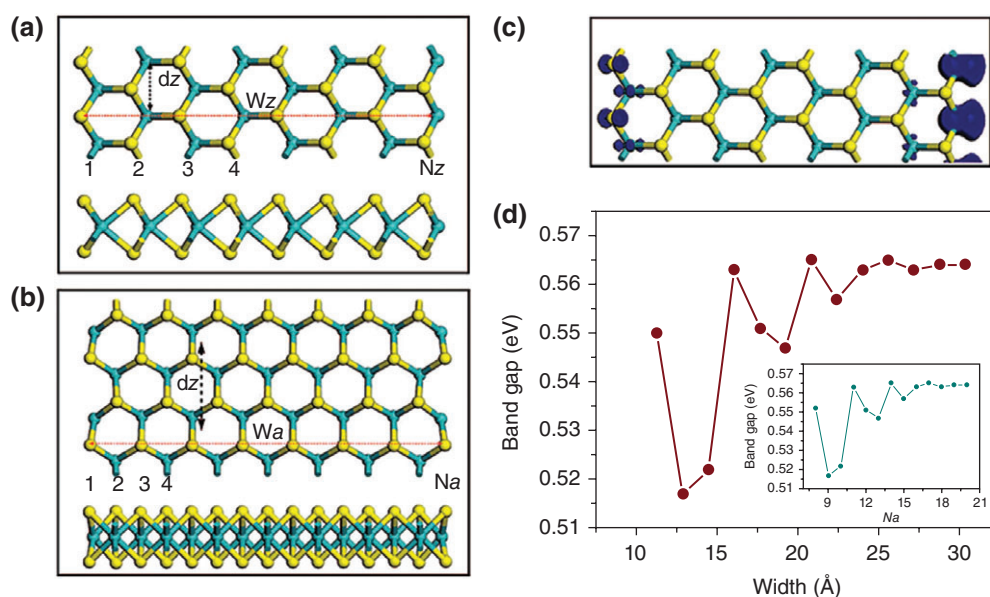 (a)
dz
Wz
1 2 3 4 Nz
(b)
dz
Wa
1 2 3 4 Na
(c)
(d)
0.57
0.56
0.55
0.54
0.53
0.52
0.51
Band gap (eV)
10 15 20 25 30
Width (Å)
0.57
0.56
0.55
0.54
0.53
0.52
0.51
Band gap (eV)
9 12 15 18 21
Na